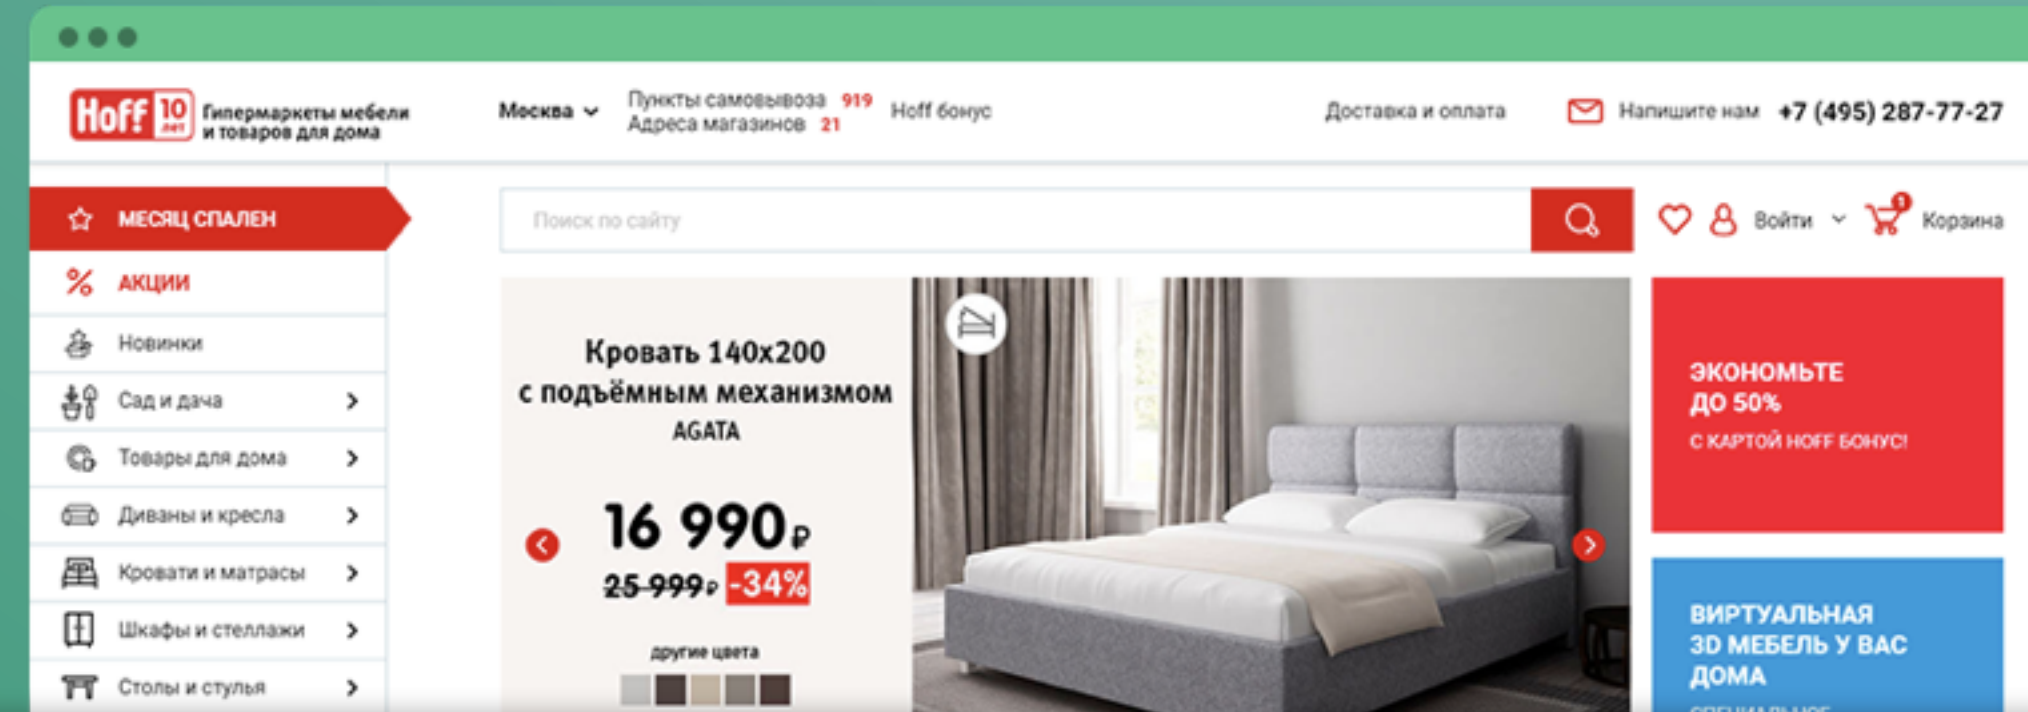 Hoff 10 лет
Гипермаркеты мебели
и товаров для дома
Москва
Пункты самовывоза 919
Адреса магазинов 21
Hoff бонус
Доставка и оплата
Напишите нам +7 (495) 287-77-27
МЕСЯЦ СПАЛЕН
АКЦИИ
Новинки
Сад и дача
Товары для дома
Диваны и кресла
Кровати и матрасы
Шкафы и стеллажи
Столы и стулья
Поиск по сайту
Войти
1
Корзина
Кровать 140х200
с подъёмным механизмом
AGATA
16 990 ₽
25 999 ₽ -34%
другие цвета
ЭКОНОМЬТЕ
ДО 50%
С КАРТОЙ HOFF БОНУС!
ВИРТУАЛЬНАЯ
3D МЕБЕЛЬ У ВАС
ДОМА